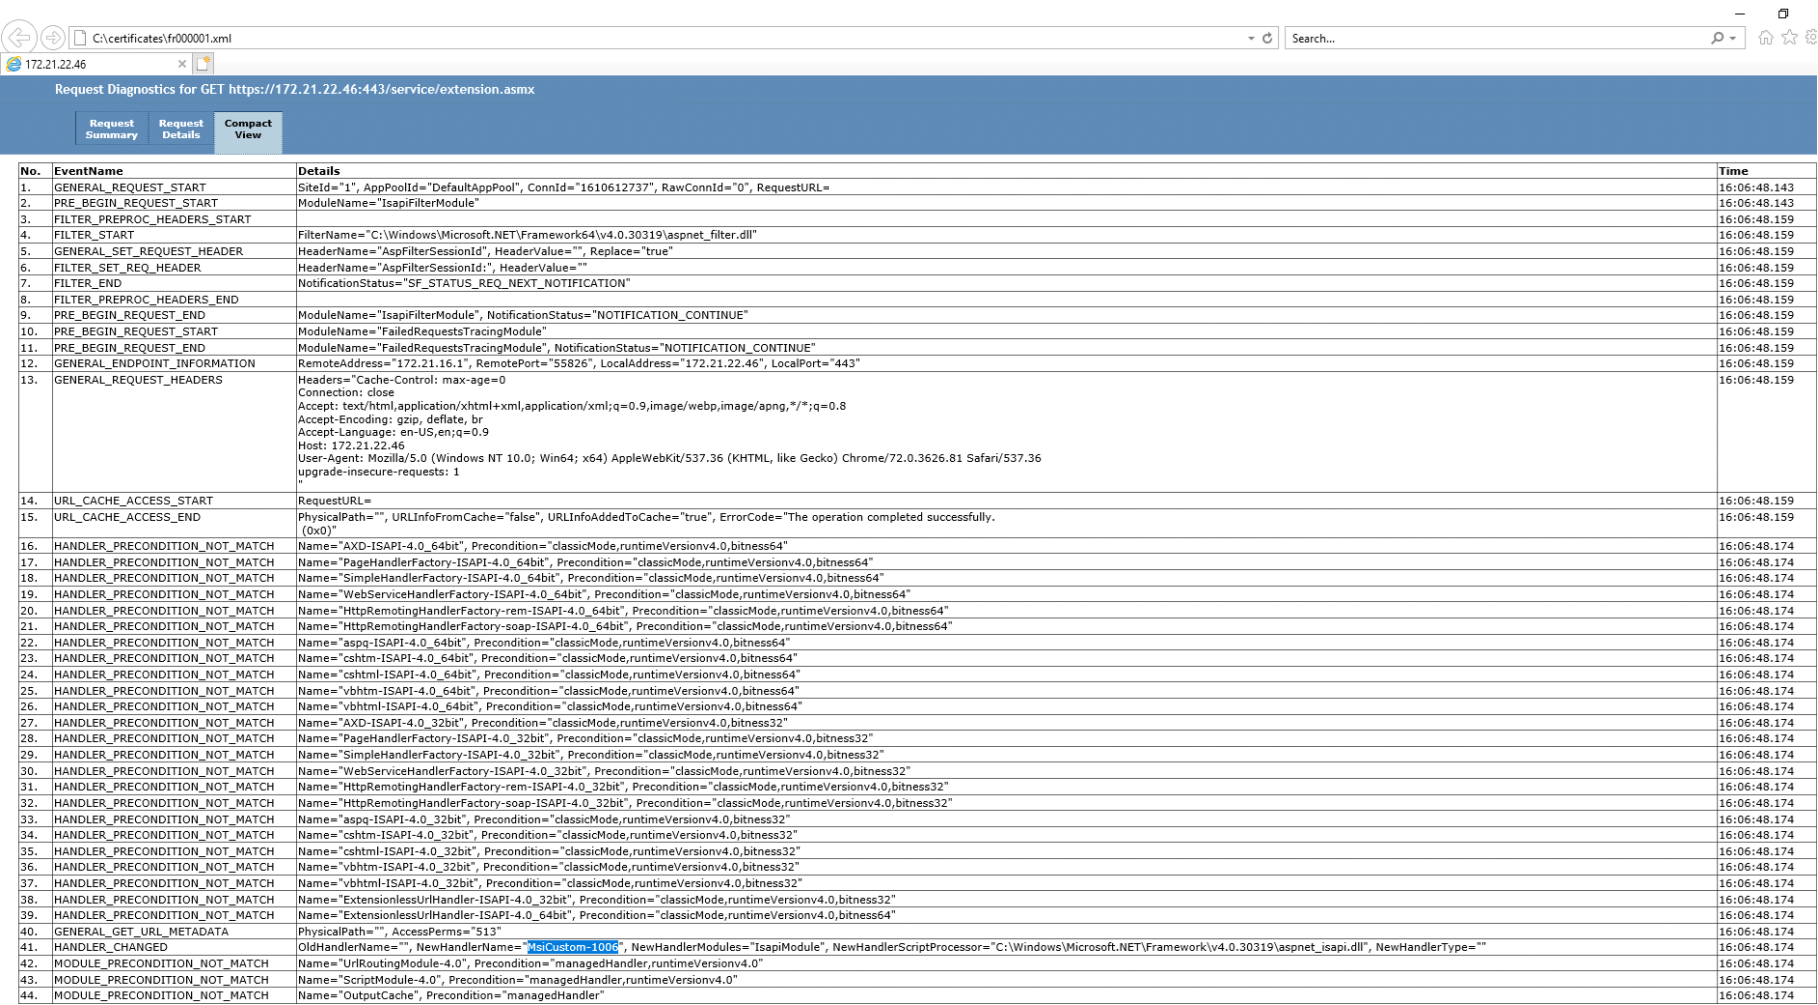 C:\certificates\fr000001.xml
Search...
172.21.22.46
Request Diagnostics for GET https://172.21.22.46:443/service/extension.asmx
Request Summary
Request Details
Compact View
No. EventName Details Time
1. GENERAL_REQUEST_START SiteId="1", AppPoolId="DefaultAppPool", ConnId="1610612737", RawConnId="0", RequestURL= 16:06:48.143
2. PRE_BEGIN_REQUEST_START ModuleName="IsapiFilterModule" 16:06:48.143
3. FILTER_PREPROC_HEADERS_START 16:06:48.159
4. FILTER_START FilterName="C:\Windows\Microsoft.NET\Framework64\v4.0.30319\aspnet_filter.dll" 16:06:48.159
5. GENERAL_SET_REQUEST_HEADER HeaderName="AspFilterSessionId", HeaderValue="", Replace="true" 16:06:48.159
6. FILTER_SET_REQ_HEADER HeaderName="AspFilterSessionId:", HeaderValue="" 16:06:48.159
7. FILTER_END NotificationStatus="SF_STATUS_REQ_NEXT_NOTIFICATION" 16:06:48.159
8. FILTER_PREPROC_HEADERS_END 16:06:48.159
9. PRE_BEGIN_REQUEST_END ModuleName="IsapiFilterModule", NotificationStatus="NOTIFICATION_CONTINUE" 16:06:48.159
10. PRE_BEGIN_REQUEST_START ModuleName="FailedRequestsTracingModule" 16:06:48.159
11. PRE_BEGIN_REQUEST_END ModuleName="FailedRequestsTracingModule", NotificationStatus="NOTIFICATION_CONTINUE" 16:06:48.159
12. GENERAL_ENDPOINT_INFORMATION RemoteAddress="172.21.16.1", RemotePort="55826", LocalAddress="172.21.22.46", LocalPort="443" 16:06:48.159
13. GENERAL_REQUEST_HEADERS Headers="Cache-Control: max-age=0 16:06:48.159
Connection: close
Accept: text/html,application/xhtml+xml,application/xml;q=0.9,image/webp,image/apng,*/*;q=0.8
Accept-Encoding: gzip, deflate, br
Accept-Language: en-US,en;q=0.9
Host: 172.21.22.46
User-Agent: Mozilla/5.0 (Windows NT 10.0; Win64; x64) AppleWebKit/537.36 (KHTML, like Gecko) Chrome/72.0.3626.81 Safari/537.36
upgrade-insecure-requests: 1
"
14. URL_CACHE_ACCESS_START RequestURL= 16:06:48.159
15. URL_CACHE_ACCESS_END PhysicalPath="", URLInfoFromCache="false", URLInfoAddedToCache="true", ErrorCode="The operation completed successfully. 16:06:48.159
(0x0)"
16. HANDLER_PRECONDITION_NOT_MATCH Name="AXD-ISAPI-4.0_64bit", Precondition="classicMode,runtimeVersionv4.0,bitness64" 16:06:48.174
17. HANDLER_PRECONDITION_NOT_MATCH Name="PageHandlerFactory-ISAPI-4.0_64bit", Precondition="classicMode,runtimeVersionv4.0,bitness64" 16:06:48.174
18. HANDLER_PRECONDITION_NOT_MATCH Name="SimpleHandlerFactory-ISAPI-4.0_64bit", Precondition="classicMode,runtimeVersionv4.0,bitness64" 16:06:48.174
19. HANDLER_PRECONDITION_NOT_MATCH Name="WebServiceHandlerFactory-ISAPI-4.0_64bit", Precondition="classicMode,runtimeVersionv4.0,bitness64" 16:06:48.174
20. HANDLER_PRECONDITION_NOT_MATCH Name="HttpRemotingHandlerFactory-rem-ISAPI-4.0_64bit", Precondition="classicMode,runtimeVersionv4.0,bitness64" 16:06:48.174
21. HANDLER_PRECONDITION_NOT_MATCH Name="HttpRemotingHandlerFactory-soap-ISAPI-4.0_64bit", Precondition="classicMode,runtimeVersionv4.0,bitness64" 16:06:48.174
22. HANDLER_PRECONDITION_NOT_MATCH Name="aspq-ISAPI-4.0_64bit", Precondition="classicMode,runtimeVersionv4.0,bitness64" 16:06:48.174
23. HANDLER_PRECONDITION_NOT_MATCH Name="cshtm-ISAPI-4.0_64bit", Precondition="classicMode,runtimeVersionv4.0,bitness64" 16:06:48.174
24. HANDLER_PRECONDITION_NOT_MATCH Name="cshtml-ISAPI-4.0_64bit", Precondition="classicMode,runtimeVersionv4.0,bitness64" 16:06:48.174
25. HANDLER_PRECONDITION_NOT_MATCH Name="vbhtm-ISAPI-4.0_64bit", Precondition="classicMode,runtimeVersionv4.0,bitness64" 16:06:48.174
26. HANDLER_PRECONDITION_NOT_MATCH Name="vbhtml-ISAPI-4.0_64bit", Precondition="classicMode,runtimeVersionv4.0,bitness64" 16:06:48.174
27. HANDLER_PRECONDITION_NOT_MATCH Name="AXD-ISAPI-4.0_32bit", Precondition="classicMode,runtimeVersionv4.0,bitness32" 16:06:48.174
28. HANDLER_PRECONDITION_NOT_MATCH Name="PageHandlerFactory-ISAPI-4.0_32bit", Precondition="classicMode,runtimeVersionv4.0,bitness32" 16:06:48.174
29. HANDLER_PRECONDITION_NOT_MATCH Name="SimpleHandlerFactory-ISAPI-4.0_32bit", Precondition="classicMode,runtimeVersionv4.0,bitness32" 16:06:48.174
30. HANDLER_PRECONDITION_NOT_MATCH Name="WebServiceHandlerFactory-ISAPI-4.0_32bit", Precondition="classicMode,runtimeVersionv4.0,bitness32" 16:06:48.174
31. HANDLER_PRECONDITION_NOT_MATCH Name="HttpRemotingHandlerFactory-rem-ISAPI-4.0_32bit", Precondition="classicMode,runtimeVersionv4.0,bitness32" 16:06:48.174
32. HANDLER_PRECONDITION_NOT_MATCH Name="HttpRemotingHandlerFactory-soap-ISAPI-4.0_32bit", Precondition="classicMode,runtimeVersionv4.0,bitness32" 16:06:48.174
33. HANDLER_PRECONDITION_NOT_MATCH Name="aspq-ISAPI-4.0_32bit", Precondition="classicMode,runtimeVersionv4.0,bitness32" 16:06:48.174
34. HANDLER_PRECONDITION_NOT_MATCH Name="cshtm-ISAPI-4.0_32bit", Precondition="classicMode,runtimeVersionv4.0,bitness32" 16:06:48.174
35. HANDLER_PRECONDITION_NOT_MATCH Name="cshtml-ISAPI-4.0_32bit", Precondition="classicMode,runtimeVersionv4.0,bitness32" 16:06:48.174
36. HANDLER_PRECONDITION_NOT_MATCH Name="vbhtm-ISAPI-4.0_32bit", Precondition="classicMode,runtimeVersionv4.0,bitness32" 16:06:48.174
37. HANDLER_PRECONDITION_NOT_MATCH Name="vbhtml-ISAPI-4.0_32bit", Precondition="classicMode,runtimeVersionv4.0,bitness32" 16:06:48.174
38. HANDLER_PRECONDITION_NOT_MATCH Name="ExtensionlessUrlHandler-ISAPI-4.0_32bit", Precondition="classicMode,runtimeVersionv4.0,bitness32" 16:06:48.174
39. HANDLER_PRECONDITION_NOT_MATCH Name="ExtensionlessUrlHandler-ISAPI-4.0_64bit", Precondition="classicMode,runtimeVersionv4.0,bitness64" 16:06:48.174
40. GENERAL_GET_URL_METADATA PhysicalPath="", AccessPerms="513" 16:06:48.174
41. HANDLER_CHANGED OldHandlerName="", NewHandlerName="MsiCustom-1006", NewHandlerModules="IsapiModule", NewHandlerScriptProcessor="C:\Windows\Microsoft.NET\Framework\v4.0.30319\aspnet_isapi.dll", NewHandlerType="" 16:06:48.174
42. MODULE_PRECONDITION_NOT_MATCH Name="UrlRoutingModule-4.0", Precondition="managedHandler,runtimeVersionv4.0" 16:06:48.174
43. MODULE_PRECONDITION_NOT_MATCH Name="ScriptModule-4.0", Precondition="managedHandler,runtimeVersionv4.0" 16:06:48.174
44. MODULE_PRECONDITION_NOT_MATCH Name="OutputCache", Precondition="managedHandler" 16:06:48.174